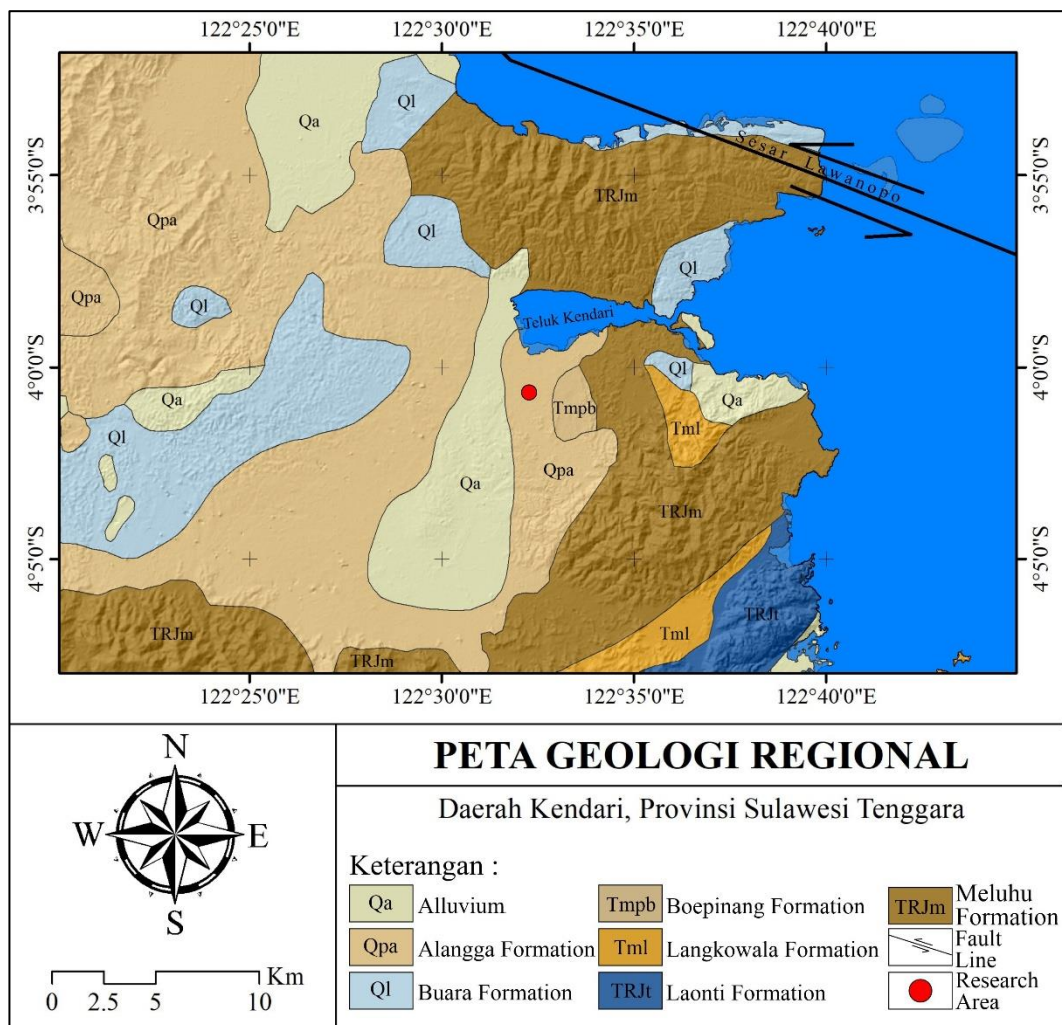 122°25'0"E 122°30'0"E 122°35'0"E 122°40'0"E
3°55'0"S 3°55'0"S
4°0'0"S 4°0'0"S
4°5'0"S 4°5'0"S
Qa
Ql
Sesar Lawanopo
TRJm
Qpa
Ql
Ql
Qpa
Ql
Teluk Kendari
Ql
Qa
Qa
Tmpb
Tml
Ql
Qpa
Qa
TRJm
TRJt
TRJm
Tml
TRJm
122°25'0"E 122°30'0"E 122°35'0"E 122°40'0"E
N
W E
S
0 2.5 5 10 Km
PETA GEOLOGI REGIONAL
Daerah Kendari, Provinsi Sulawesi Tenggara
Keterangan :
Qa Alluvium
Qpa Alangga Formation
Ql Buara Formation
Tmpb Boepinang Formation
Tml Langkowala Formation
TRJt Laonti Formation
TRJm Meluhu
Formation
Fault
Line
Research
Area